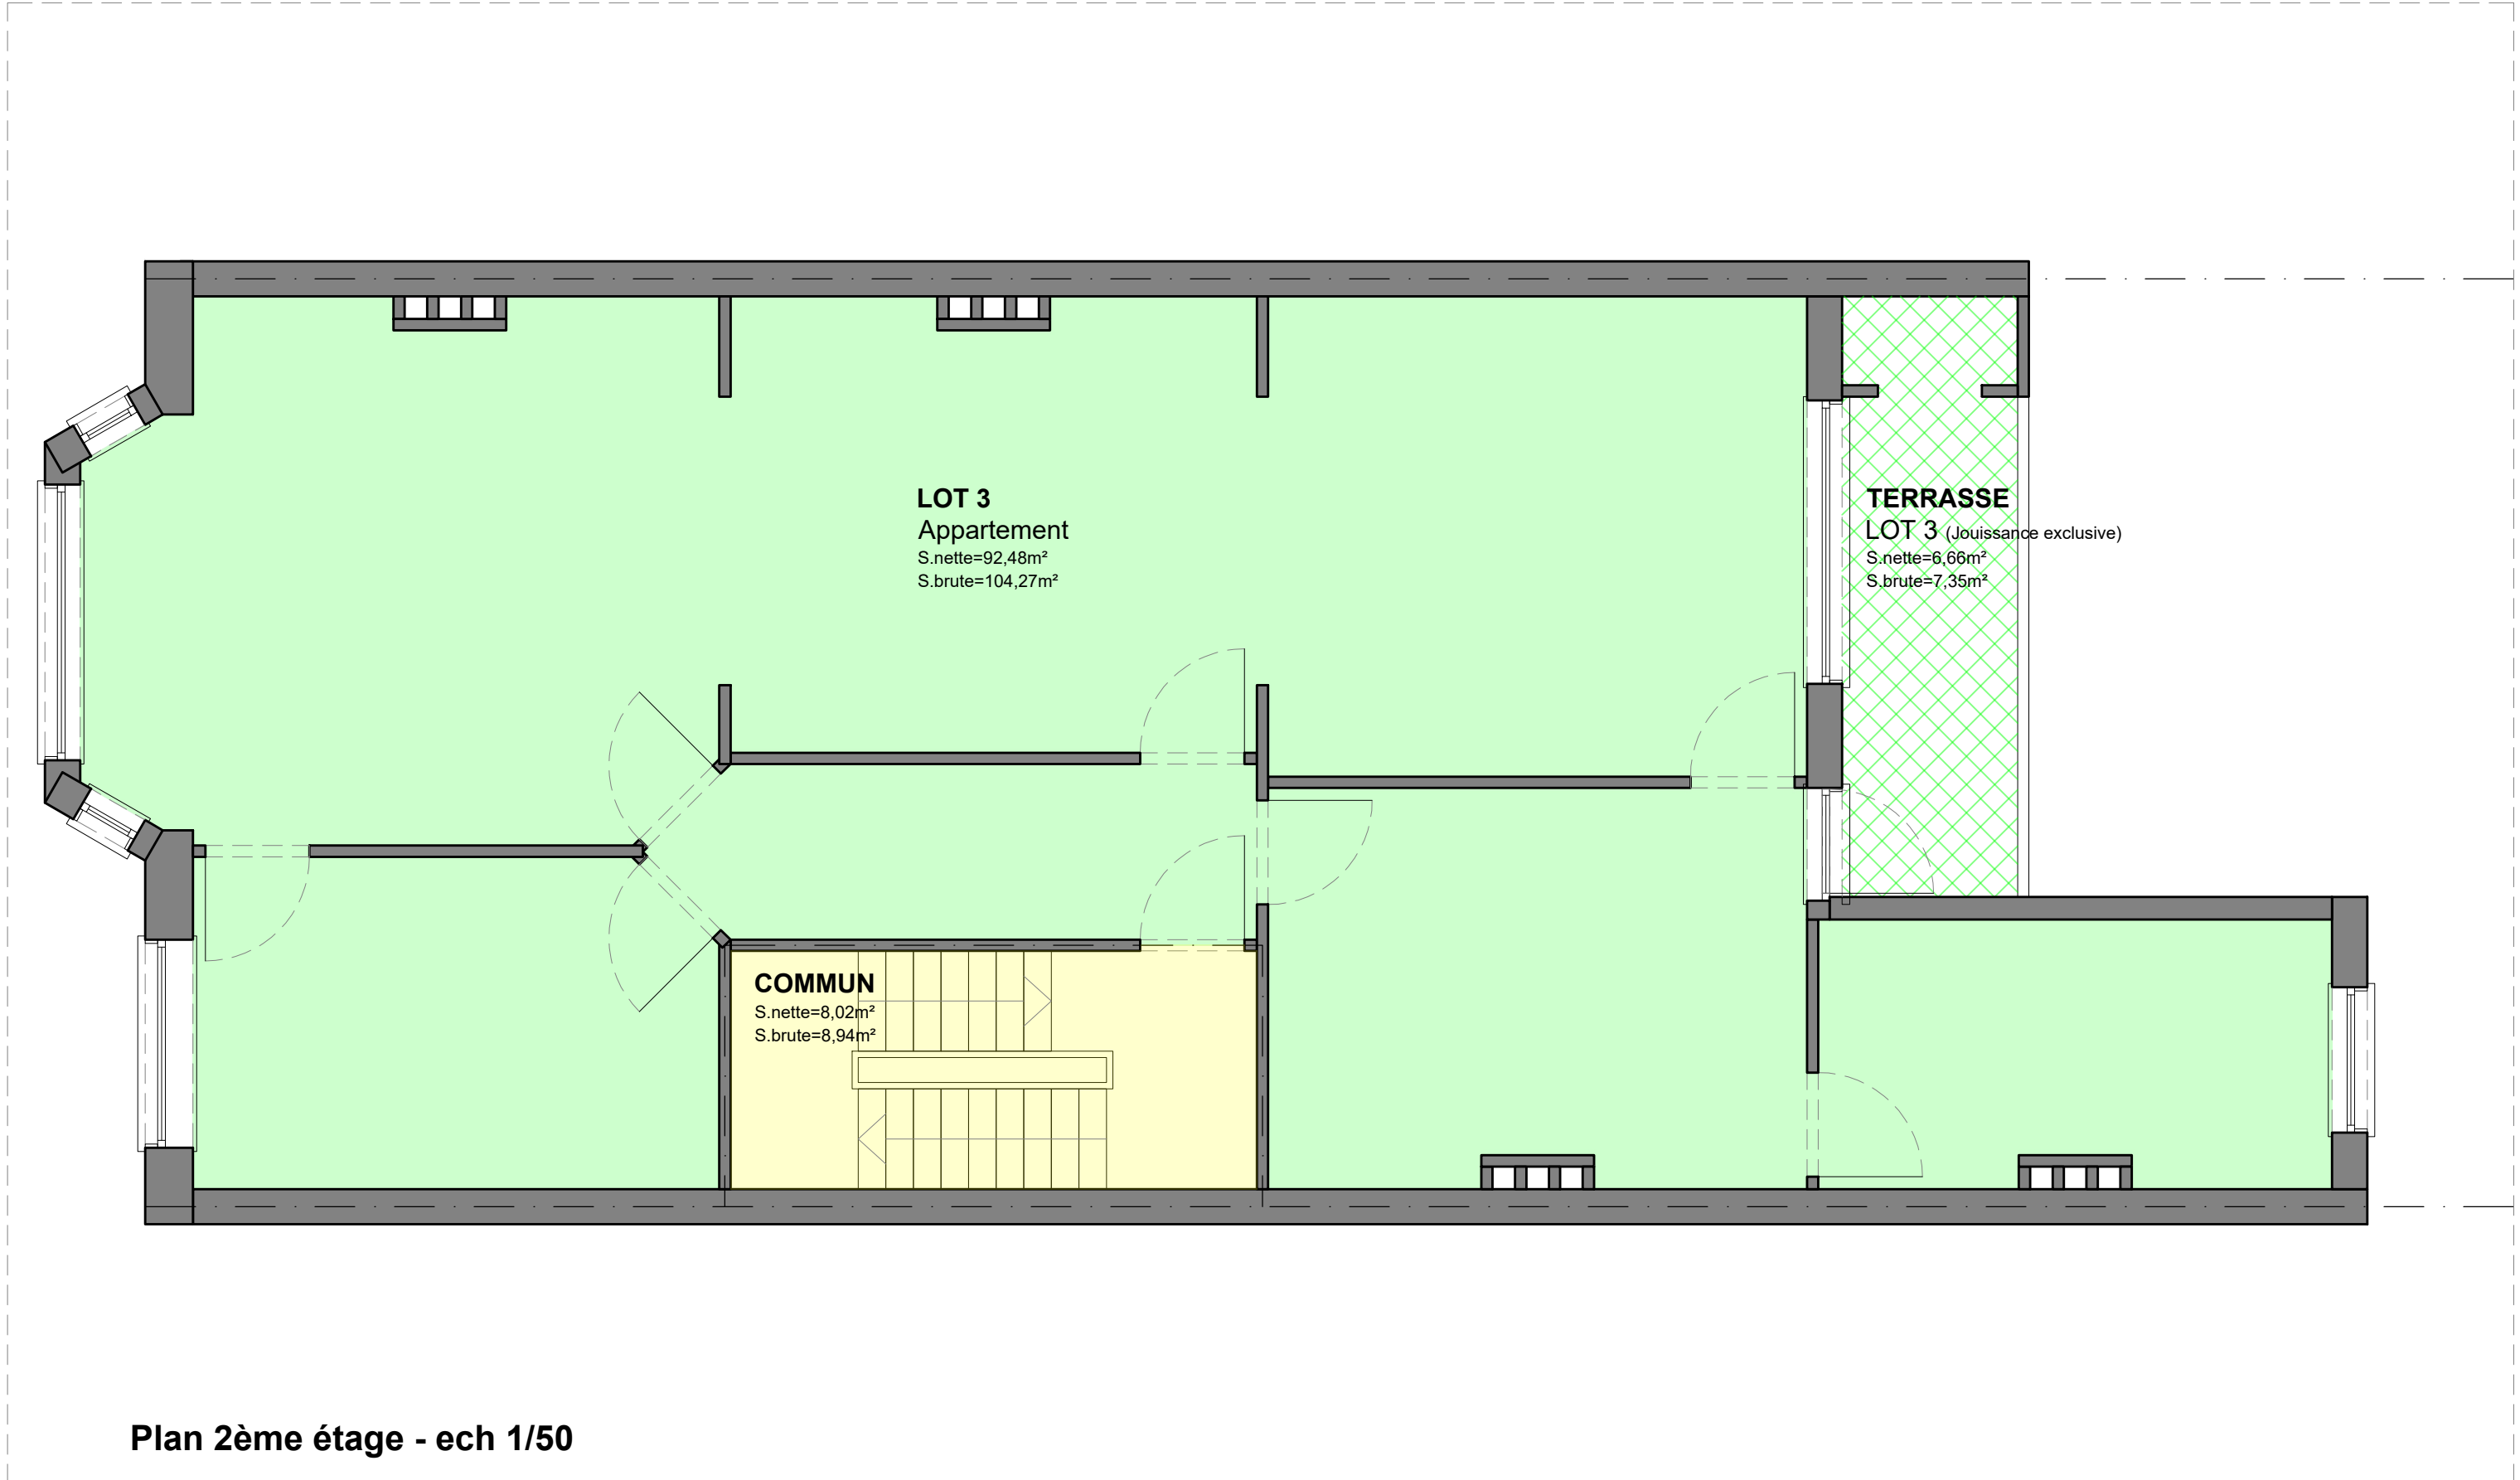 LOT 3
Appartement
S.nette=92,48m²
S.brute=104,27m²
TERRASSE
LOT 3 (Jouissance exclusive)
S.nette=6,66m²
S.brute=7,35m²
COMMUN
S.nette=8,02m²
S.brute=8,94m²
Plan 2ème étage - ech 1/50